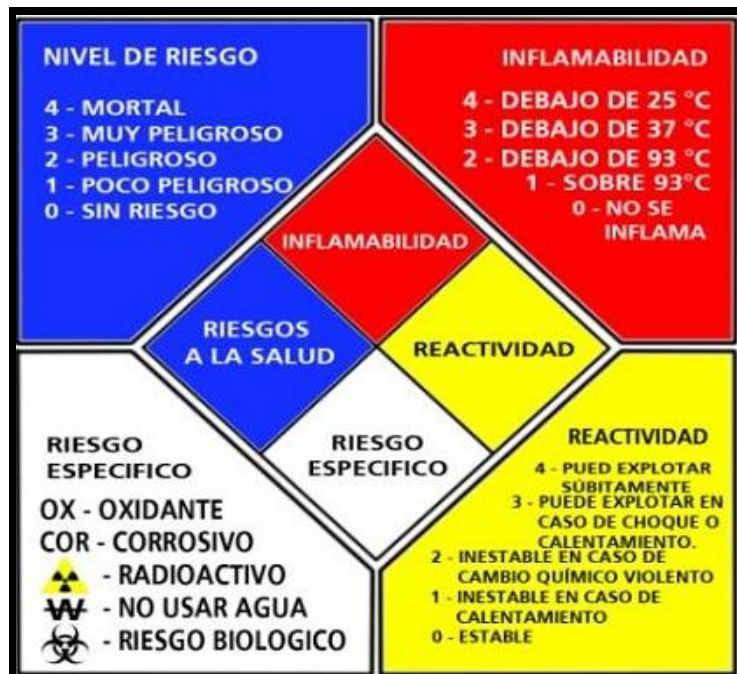 NIVEL DE RIESGO
4 - MORTAL
3 - MUY PELIGROSO
2 - PELIGROSO
1 - POCO PELIGROSO
0 - SIN RIESGO
INFLAMABILIDAD
4 - DEBAJO DE 25 °C
3 - DEBAJO DE 37 °C
2 - DEBAJO DE 93 °C
1 - SOBRE 93°C
0 - NO SE
INFLAMA
INFLAMABILIDAD
RIESGOS
A LA SALUD
REACTIVIDAD
RIESGO
ESPECIFICO
RIESGO
ESPECIFICO
OX - OXIDANTE
COR - CORROSIVO
- RADIOACTIVO
W - NO USAR AGUA
- RIESGO BIOLOGICO
REACTIVIDAD
4 - PUED EXPLOTAR
SÚBITAMENTE
3 - PUEDE EXPLOTAR EN
CASO DE CHOQUE O
CALENTAMIENTO.
2 - INESTABLE EN CASO DE
CAMBIO QUÍMICO VIOLENTO
1 - INESTABLE EN CASO DE
CALENTAMIENTO
0 - ESTABLE